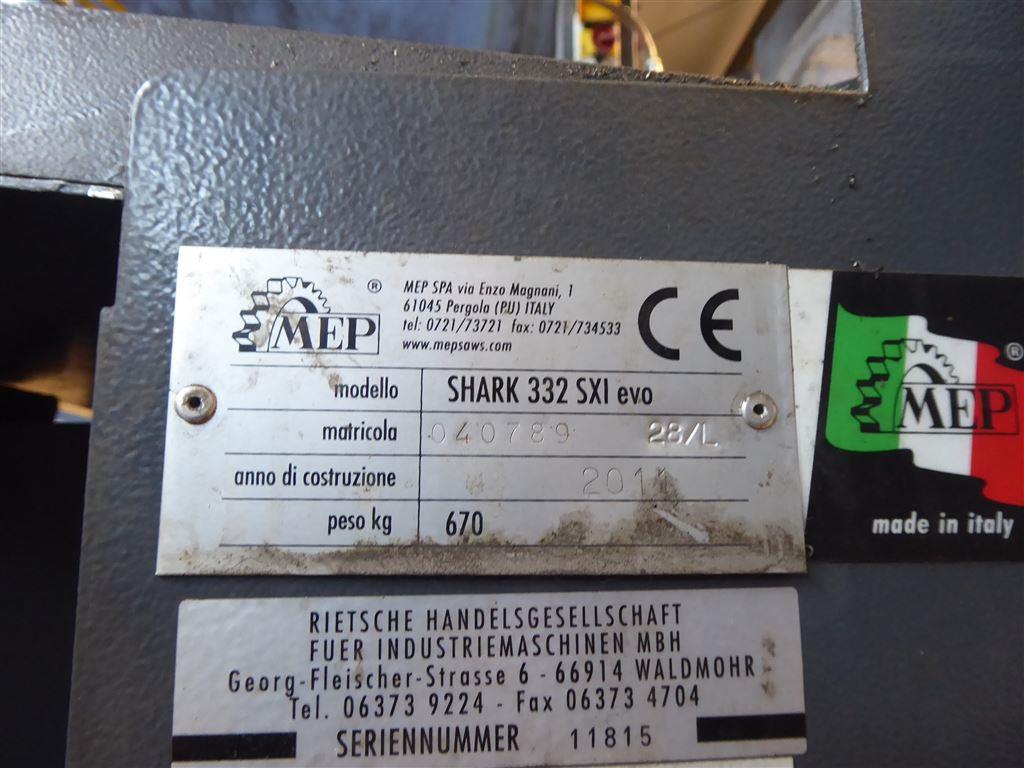 MEP ®
MEP SPA via Enzo Magnani, 1
61045 Pergola (PU) ITALY
tel: 0721/73721 fax: 0721/734533
www.mepsaws.com
CE
modello SHARK 332 SXI evo
matricola 040789 28/L
anno di costruzione 2011
peso kg 670
MEP ®
made in italy
RIETSCHE HANDELSGESELLSCHAFT
FUER INDUSTRIEMASCHINEN MBH
Georg-Fleischer-Strasse 6 - 66914 WALDMOHR
Tel. 06373 9224 - Fax 06373 4704
SERIENNUMMER 11815